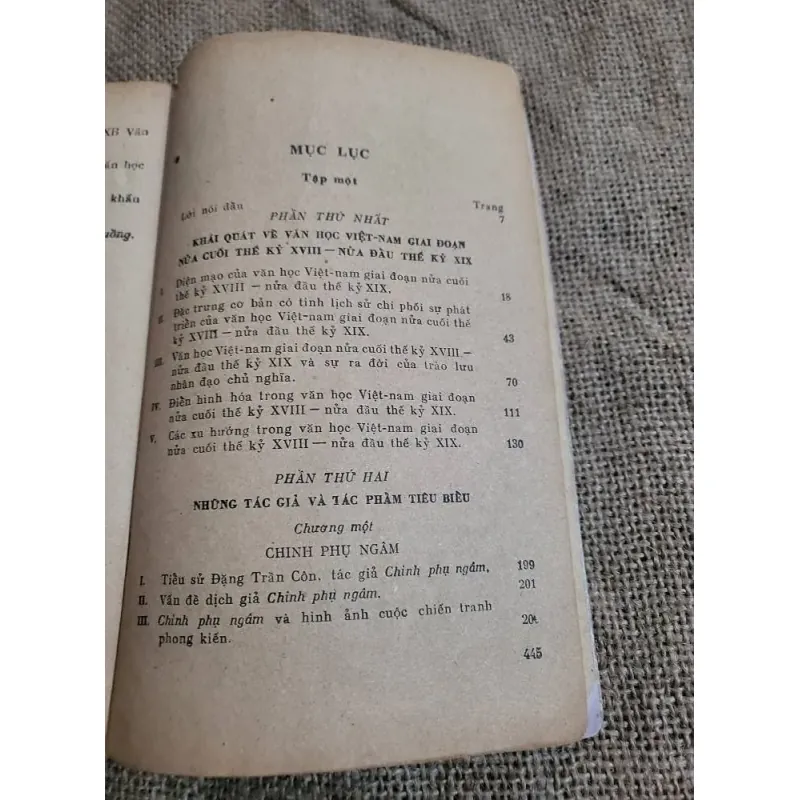 XB Văn
ăn học
khẩn
uồng.
MỤC LỤC
Tập một
Trang
Lời nói đầu 7
PHẦN THỨ NHẤT
KHÁI QUÁT VỀ VĂN HỌC VIỆT-NAM GIAI ĐOẠN
NỬA CUỐI THẾ KỶ XVIII — NỬA ĐẦU THẾ KỶ XIX
I. Diện mạo của văn học Việt-nam giai đoạn nửa cuối
thế kỷ XVIII — nửa đầu thế kỷ XIX. 18
II. Đặc trưng cơ bản có tính lịch sử chi phối sự phát
triển của văn học Việt-nam giai đoạn nửa cuối thế
kỷ XVIII — nửa đầu thế kỷ XIX. 43
III. Văn học Việt-nam giai đoạn nửa cuối thế kỷ XVIII —
nửa đầu thế kỷ XIX và sự ra đời của trào lưu
nhân đạo chủ nghĩa. 70
IV. Điển hình hóa trong văn học Việt-nam giai đoạn
nửa cuối thế kỷ XVIII — nửa đầu thế kỷ XIX. 111
V. Các xu hướng trong văn học Việt-nam giai đoạn
nửa cuối thế kỷ XVIII — nửa đầu thế kỷ XIX. 130
PHẦN THỨ HAI
NHỮNG TÁC GIẢ VÀ TÁC PHẨM TIÊU BIỂU
Chương một
CHINH PHỤ NGÂM
I. Tiểu sử Đặng Trần Côn, tác giả Chinh phụ ngâm. 199
II. Vấn đề dịch giả Chinh phụ ngâm. 201
III. Chinh phụ ngâm và hình ảnh cuộc chiến tranh
phong kiến.
445